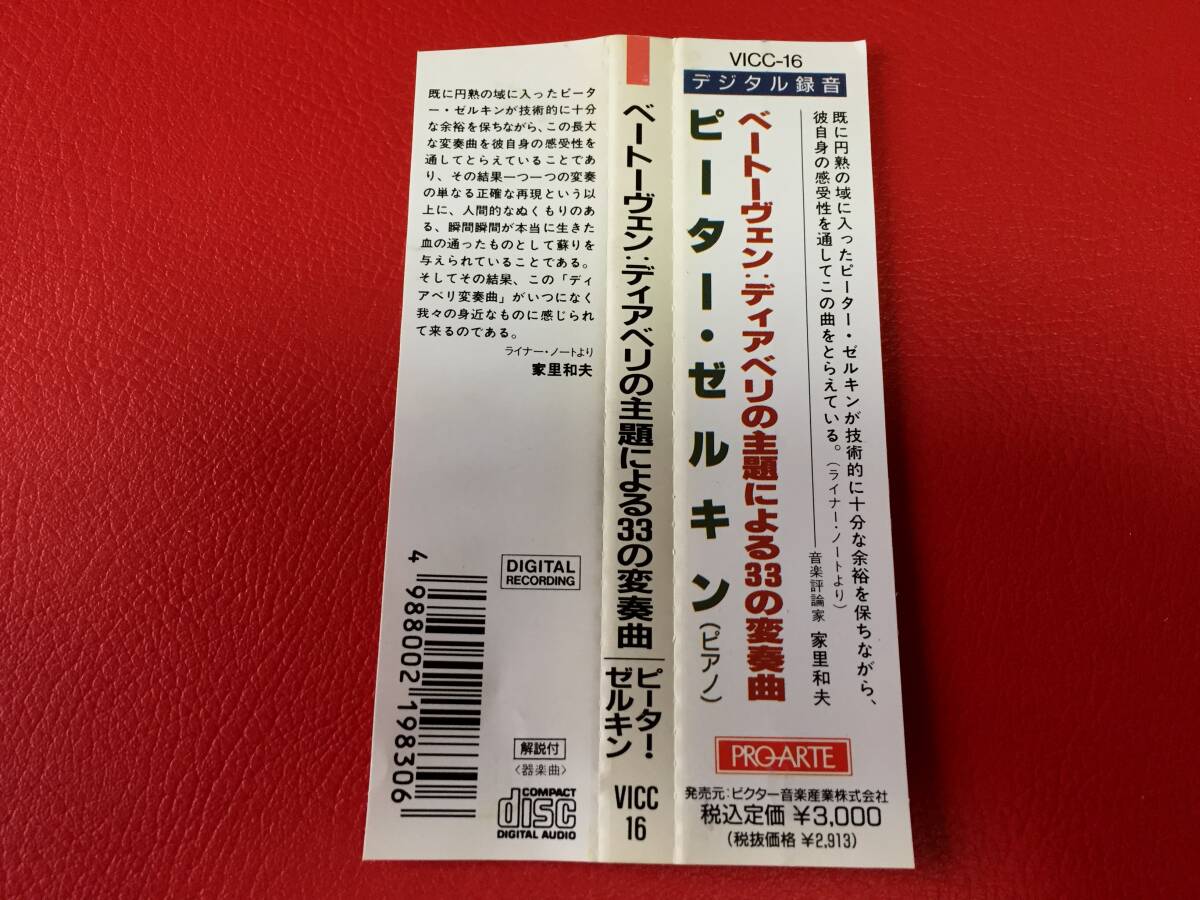 VICC-16
デジタル録音
既に円熟の域に入ったピーター・ゼルキンが技術的に十分な余裕を保ちながら、
彼自身の感受性を通してこの曲をとらえている。(ライナー・ノートより)
音楽評論家 家里和夫
ベートーヴェン:ディアベリの主題による33の変奏曲
ピーター・ゼルキン(ピアノ)
PRO ARTE
発売元:ビクター音楽産業株式会社
税込定価 ¥3,000
(税抜価格 ¥2,913)
ベートーヴェン:ディアベリの主題による33の変奏曲
ピーター!
ゼルキン
VICC
16
既に円熟の域に入ったピータ
ー・ゼルキンが技術的に十分
な余裕を保ちながら、この長大
な変奏曲を彼自身の感受性を
通してとらえていることであ
り、その結果一つ一つの変奏
の単なる正確な再現という以
上に、人間的なぬくもりのあ
る、瞬間瞬間が本当に生きた
血の通ったものとして蘇りを
与えられていることである。
そしてその結果、この「ディ
アベリ変奏曲」がいつになく
我々の身近なものに感じられ
て来るのである。
ライナー・ノートより
家里和夫
DIGITAL
RECORDING
解説付
〈器楽曲〉
COMPACT
disc
DIGITAL AUDIO
4 988002 198306